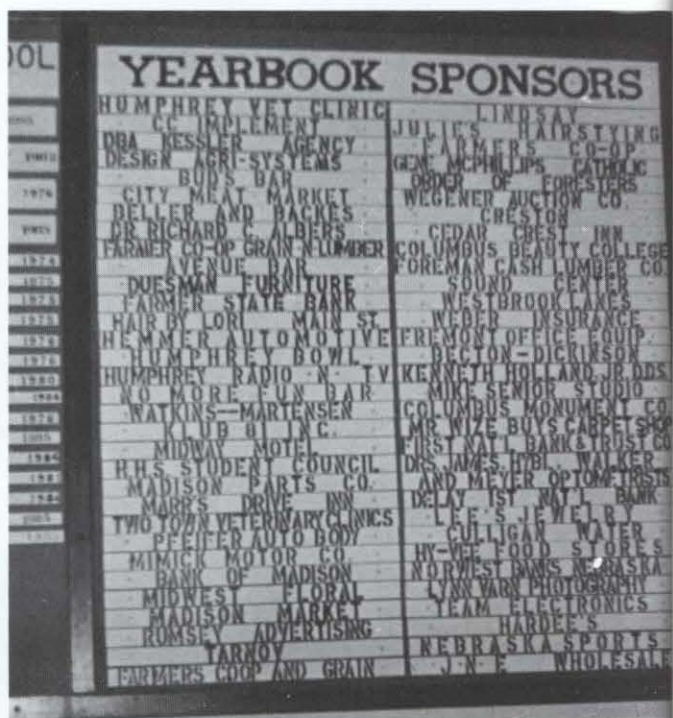 OOL
YEARBOOK SPONSORS
HUMPHREY VET CLINIC
CC IMPLEMENT
DBA KESSLER AGENCY
DESIGN AGRI-SYSTEMS
BUD'S BAR
CITY MEAT MARKET
BELLER AND BACKES
DR RICHARD C ALBERS
FARMER CO-OP GRAIN N LUMBER
AVENUE BAR
DUESMAN FURNITURE
FARMER STATE BANK
HAIR BY LORI MAIN ST.
HEMMER AUTOMOTIVE
HUMPHREY BOWL
HUMPHREY RADIO N TV
NO MORE FUN BAR
WATKINS--MARTENSEN
KLUB 81 INC.
MIDWAY MOTEL
HHS STUDENT COUNCIL
MADISON PARTS CO.
MARR'S DRIVE INN
TWO TOWN VETERINARY CLINICS
PFEIFER AUTO BODY
MIMICK MOTOR CO.
BANK OF MADISON
MIDWEST FLORAL
MADISON MARKET
ROMSEY ADVERTISING
TARNOV
FARMERS COOP AND GRAIN
LINDSAY
JULIE'S HAIRSTYING
FARMERS CO-OP
GENE MCPHILLIPS CATHOLIC
ORDER OF FORESTERS
WEGENER AUCTION CO.
CRESTON
CEDAR CREST INN
COLUMBUS BEAUTY COLLEGE
FOREMAN CASH LUMBER CO.
SOUND CENTER
WESTBROOK LANES
WEBER INSURANCE
FREMONT OFFICE EQUIP.
BECTON-DICKINSON
KENNETH HOLLAND JR. DDS.
MIKE SENIOR STUDIO
COLUMBUS MONUMENT CO.
MR. WIZE BUYS CARPET SHOP
FIRST NAT'L BANK & TRUST CO
DRS. JAMES, WALKER
AND MEYER OPTOMETRISTS
DELAY 1ST NAT'L BANK
LEE'S JEWELRY
CULLIGAN WATER
HY-VEE FOOD STORES
NORWEST BANKS NEBRASKA
LYNN VARN PHOTOGRAPHY
TEAM ELECTRONICS
HARDEE'S
NEBRASKA SPORTS
J-N-E WHOLESALE